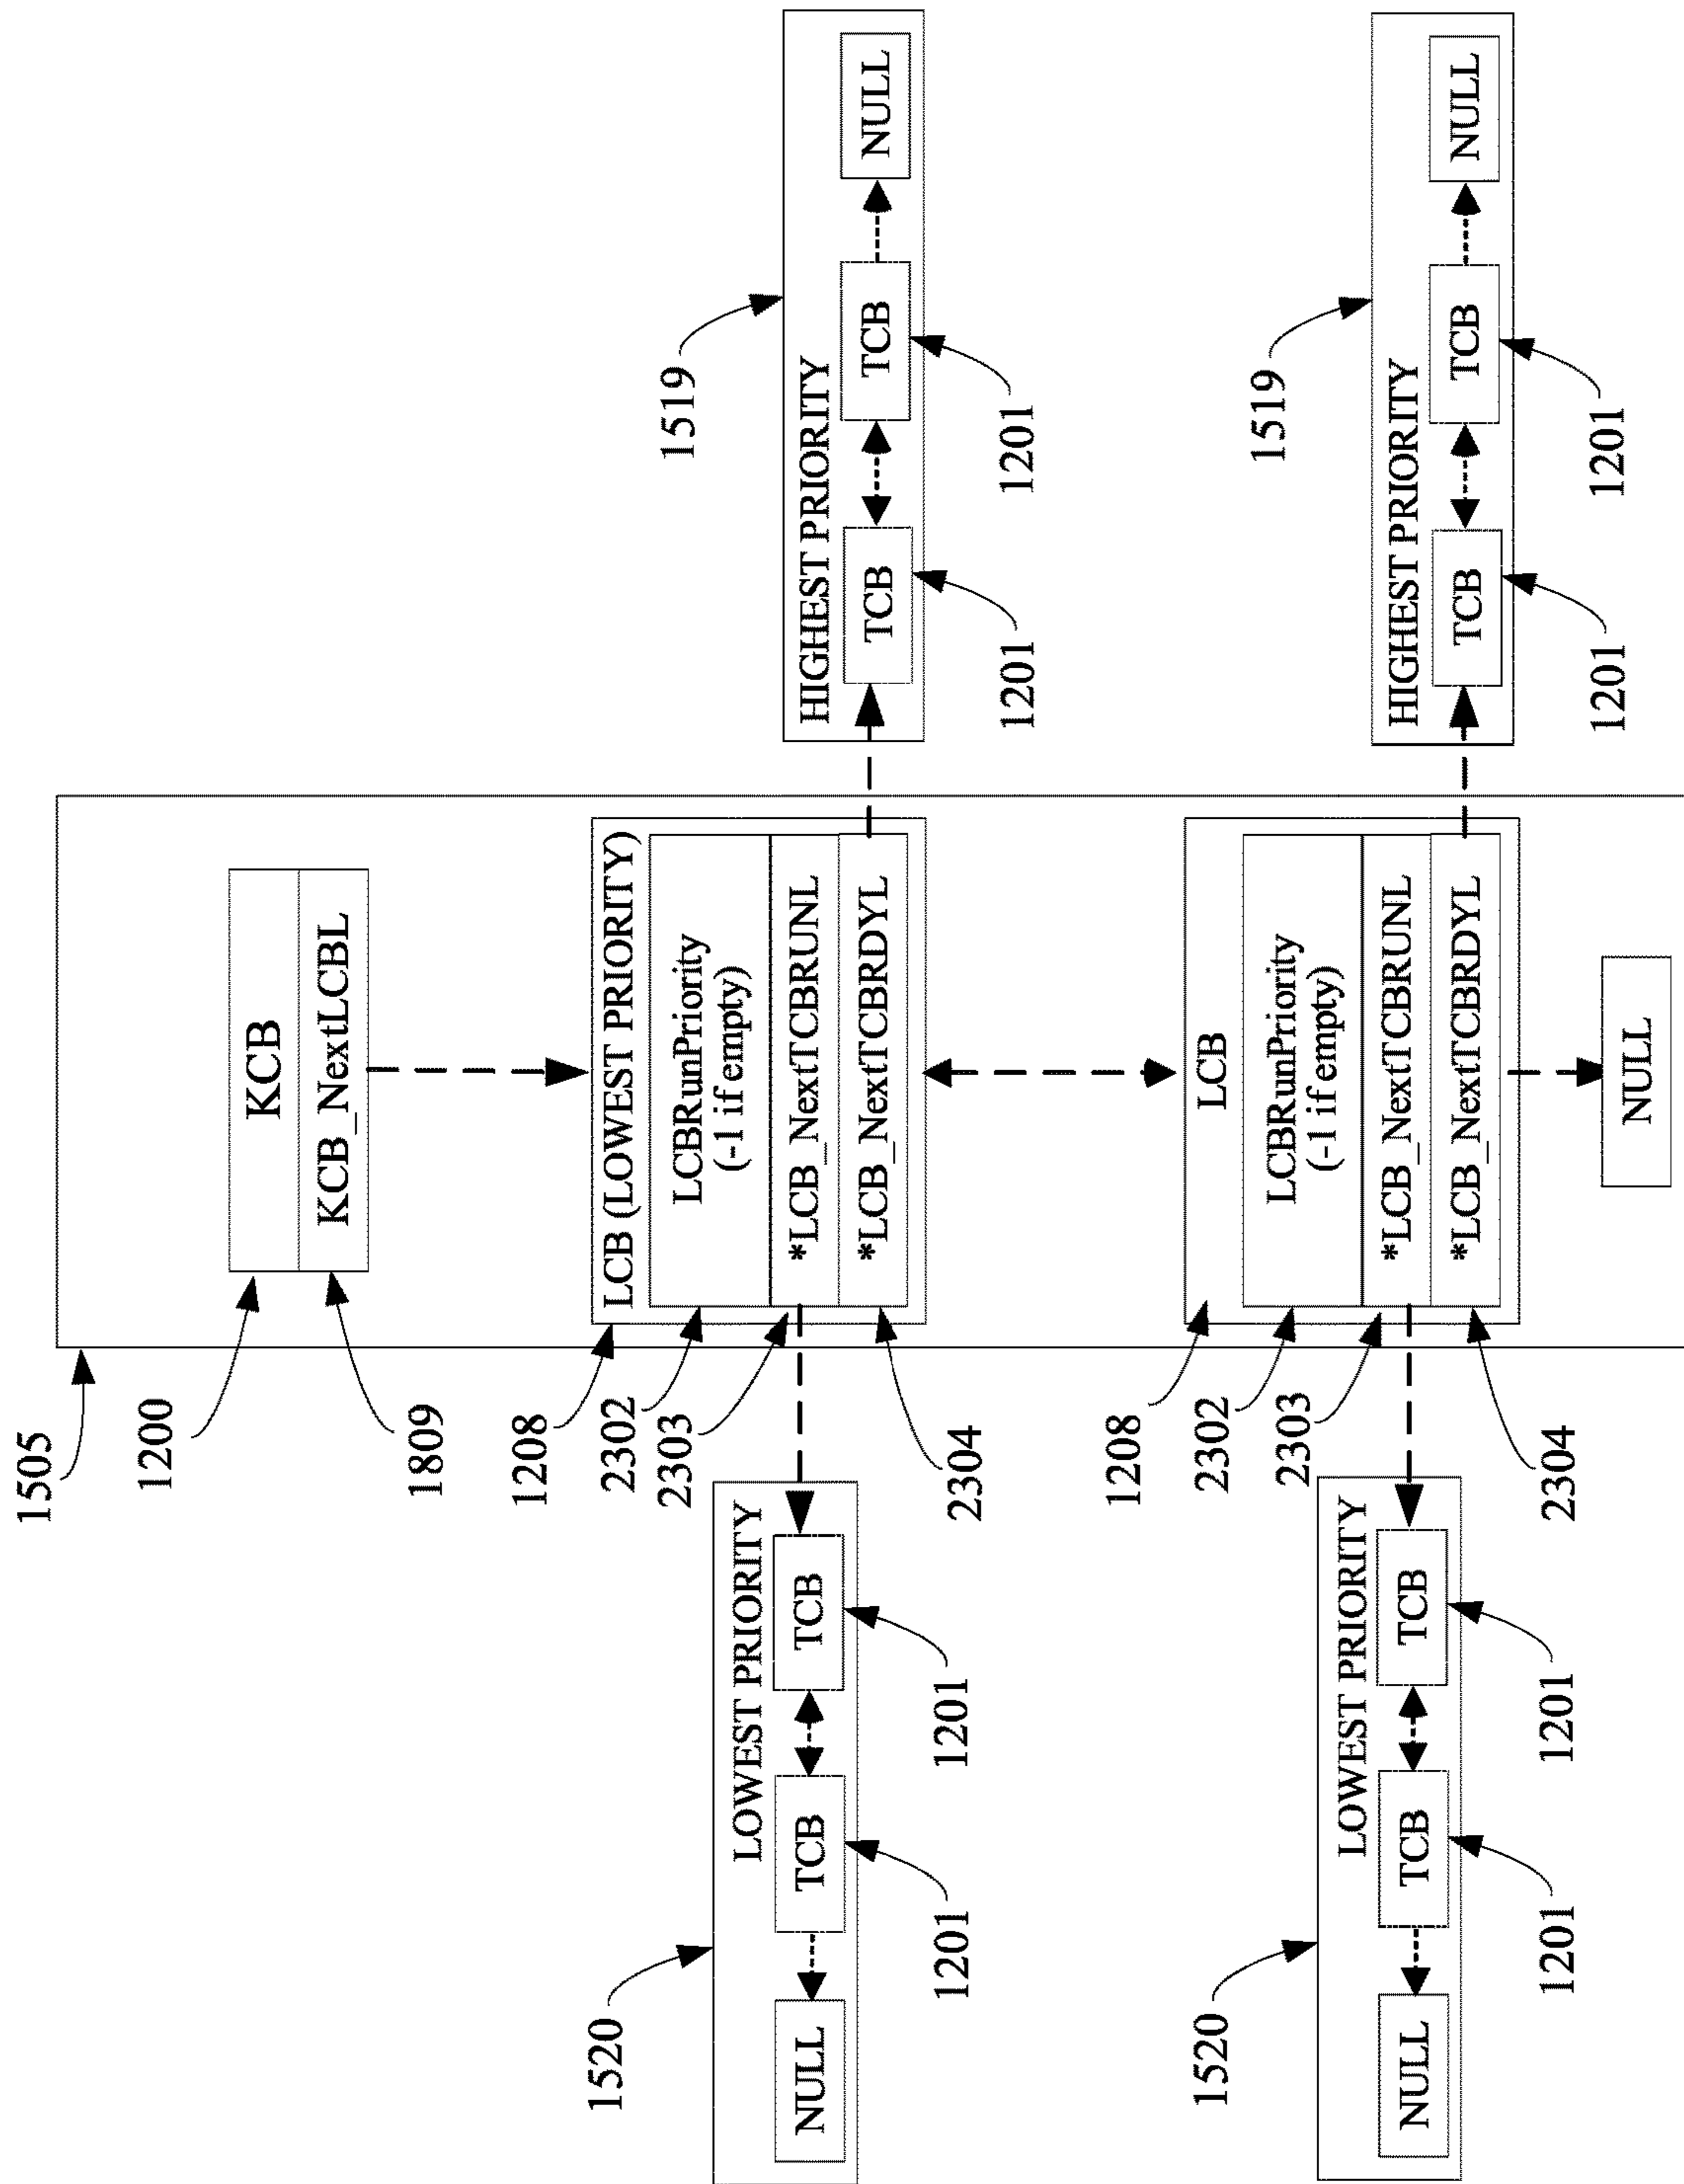 1505
1200
KCB
1809
KCB_NextLCBL
1208
LCB (LOWEST PRIORITY)
2302
LCBRunPriority
(-1 if empty)
2303
*LCB_NextTCBRUNL
2304
*LCB_NextTCBRDYL
1520
LOWEST PRIORITY
NULL
TCB
TCB
1201
1201
1519
HIGHEST PRIORITY
TCB
TCB
NULL
1201
1201
1208
LCB
2302
LCBRunPriority
(-1 if empty)
2303
*LCB_NextTCBRUNL
2304
*LCB_NextTCBRDYL
1520
LOWEST PRIORITY
NULL
TCB
TCB
1201
1201
1519
HIGHEST PRIORITY
TCB
TCB
NULL
1201
1201
NULL